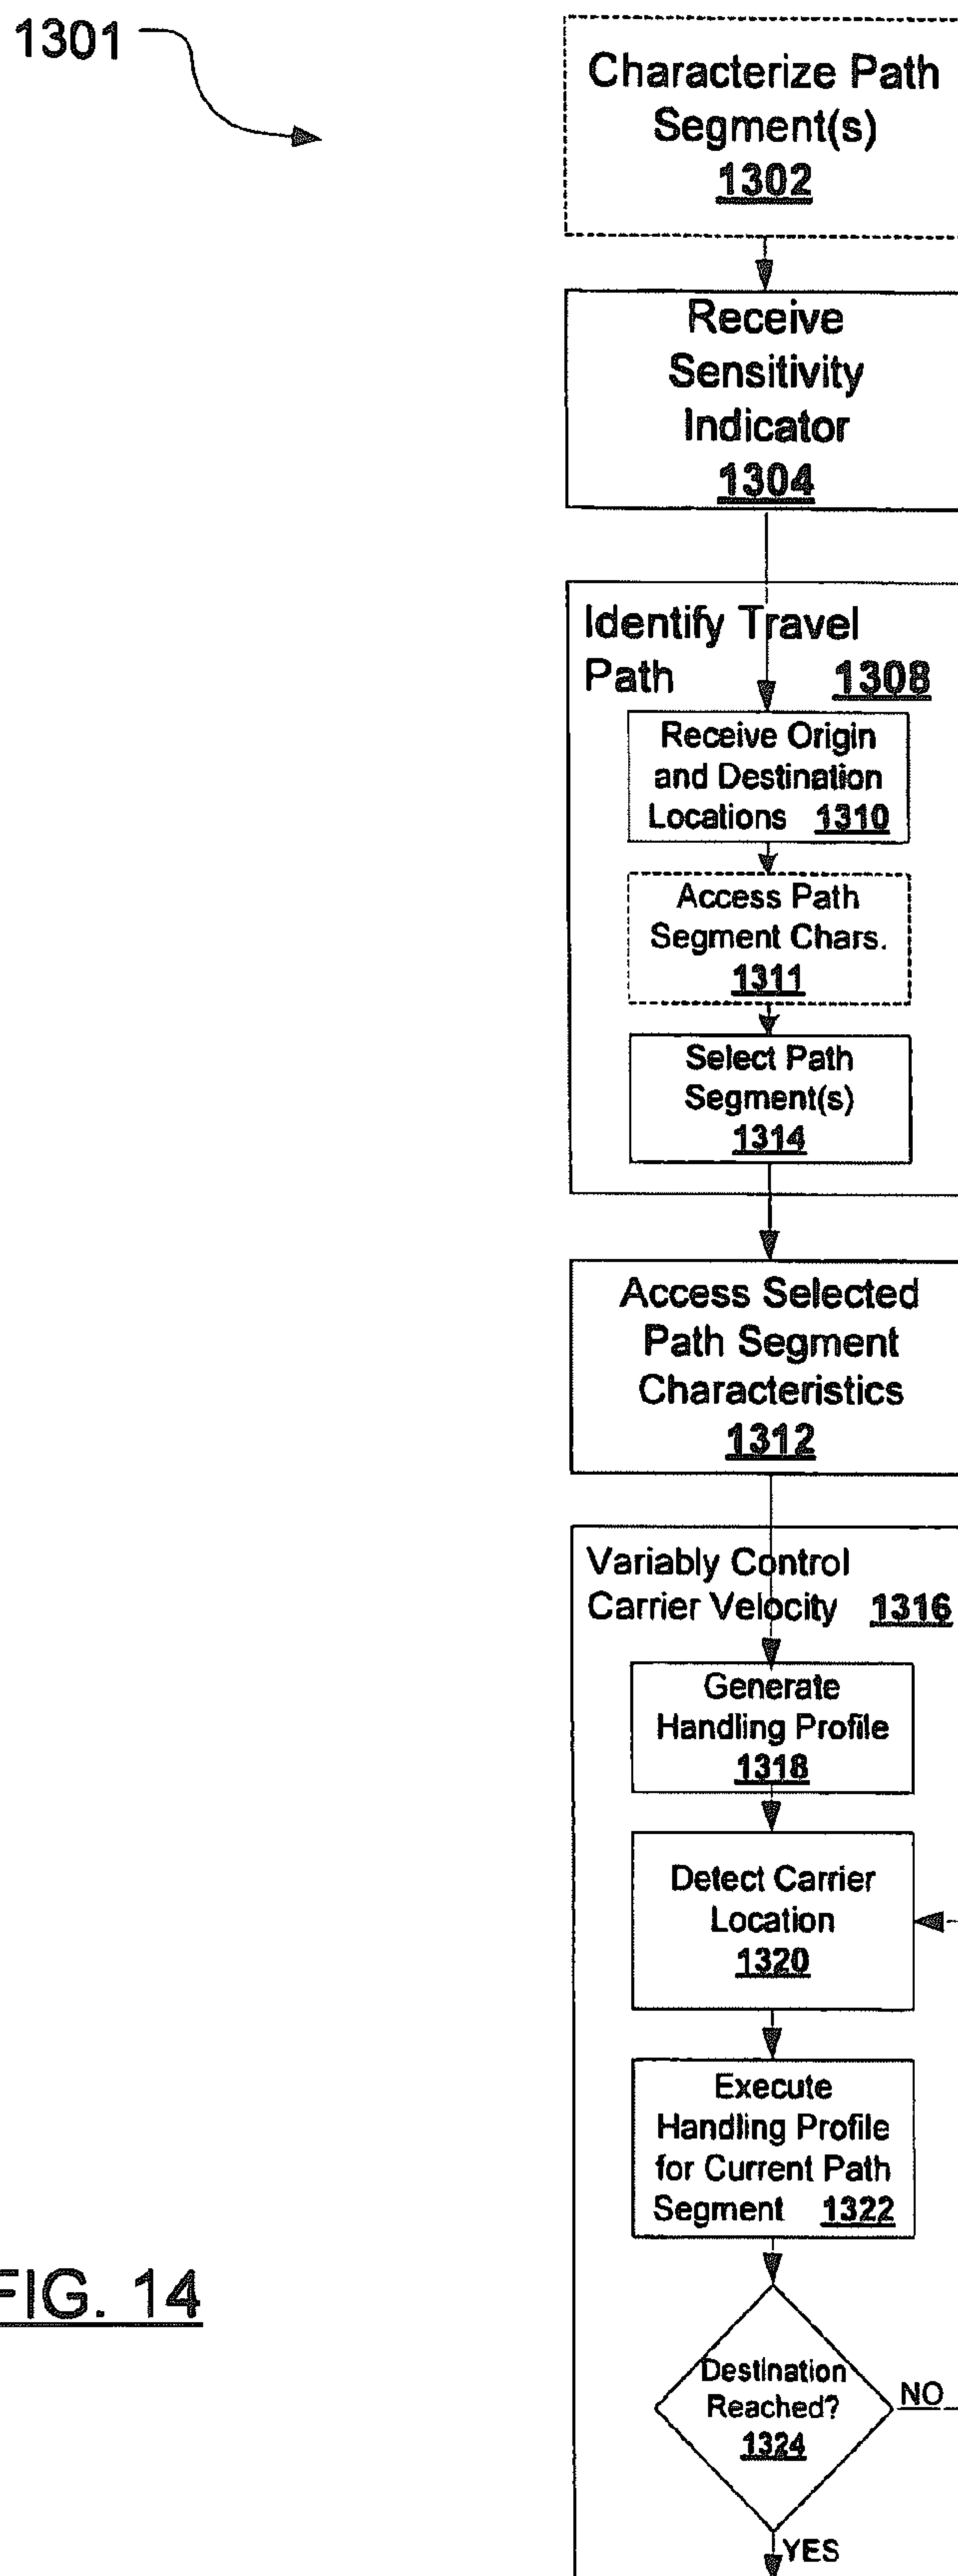 1301
Characterize Path
Segment(s)
1302
Receive
Sensitivity
Indicator
1304
Identify Travel
Path 1308
Receive Origin
and Destination
Locations 1310
Access Path
Segment Chars.
1311
Select Path
Segment(s)
1314
Access Selected
Path Segment
Characteristics
1312
Variably Control
Carrier Velocity 1316
Generate
Handling Profile
1318
Detect Carrier
Location
1320
Execute
Handling Profile
for Current Path
Segment 1322
Destination
Reached?
1324
NO
YES
FIG. 14